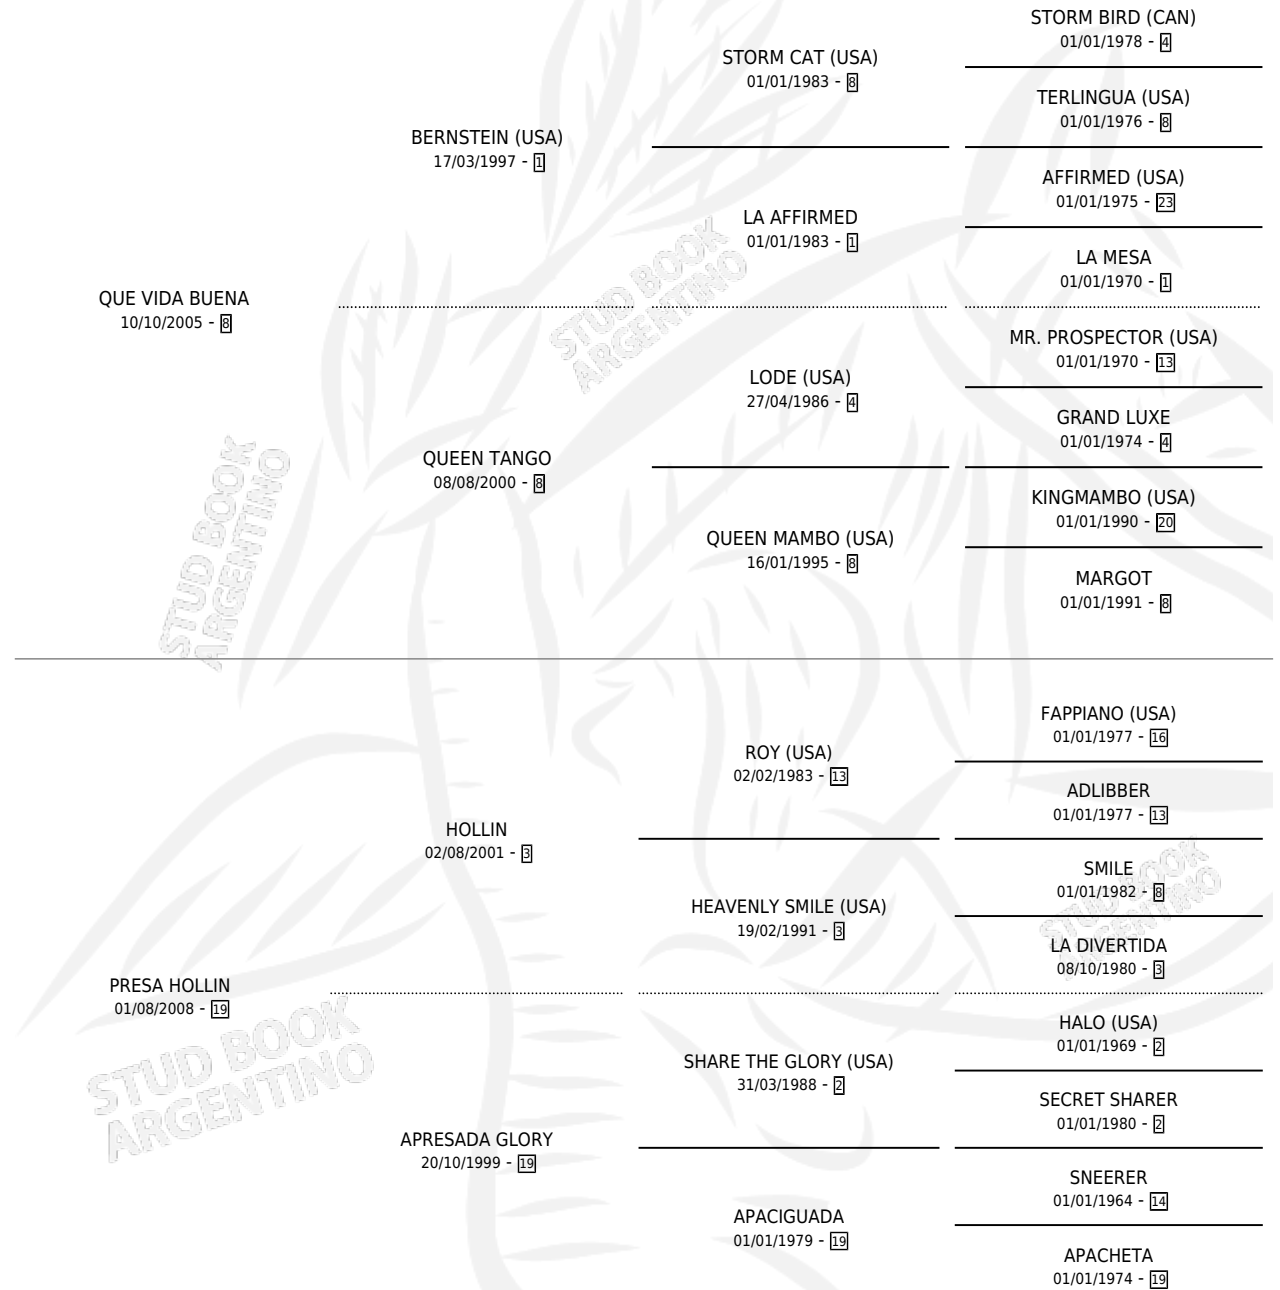 STORM BIRD (CAN)
01/01/1978 - 4
STORM CAT (USA)
01/01/1983 - 8
TERLINGUA (USA)
01/01/1976 - 8
BERNSTEIN (USA)
17/03/1997 - 1
AFFIRMED (USA)
01/01/1975 - 23
LA AFFIRMED
01/01/1983 - 1
LA MESA
01/01/1970 - 1
QUE VIDA BUENA
10/10/2005 - 8
STUD BOOK
ARGENTINO
MR. PROSPECTOR (USA)
01/01/1970 - 13
LODE (USA)
27/04/1986 - 4
GRAND LUXE
01/01/1974 - 4
QUEEN TANGO
08/08/2000 - 8
KINGMAMBO (USA)
01/01/1990 - 20
QUEEN MAMBO (USA)
16/01/1995 - 8
MARGOT
01/01/1991 - 8
STUD BOOK
ARGENTINO
FAPPIANO (USA)
01/01/1977 - 16
ROY (USA)
02/02/1983 - 13
ADLIBBER
01/01/1977 - 13
HOLLIN
02/08/2001 - 3
SMILE
01/01/1982 - 8
HEAVENLY SMILE (USA)
19/02/1991 - 3
LA DIVERTIDA
08/10/1980 - 3
STUD BOOK
ARGENTINO
PRESA HOLLIN
01/08/2008 - 19
HALO (USA)
01/01/1969 - 2
SHARE THE GLORY (USA)
31/03/1988 - 2
SECRET SHARER
01/01/1980 - 2
STUD BOOK
ARGENTINO
APRESADA GLORY
20/10/1999 - 19
SNEERER
01/01/1964 - 14
APACIGUADA
01/01/1979 - 19
APACHETA
01/01/1974 - 19